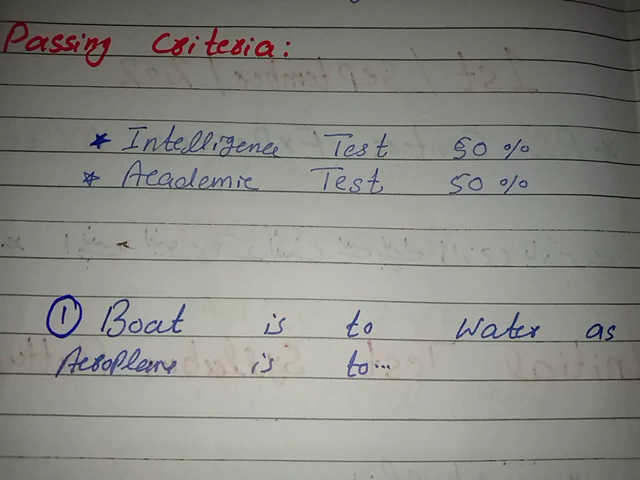 Passing Criteria:
* Intelligence Test 50 %
* Academic Test, 50 %
① Boat is to Water as
Aeroplane is to...